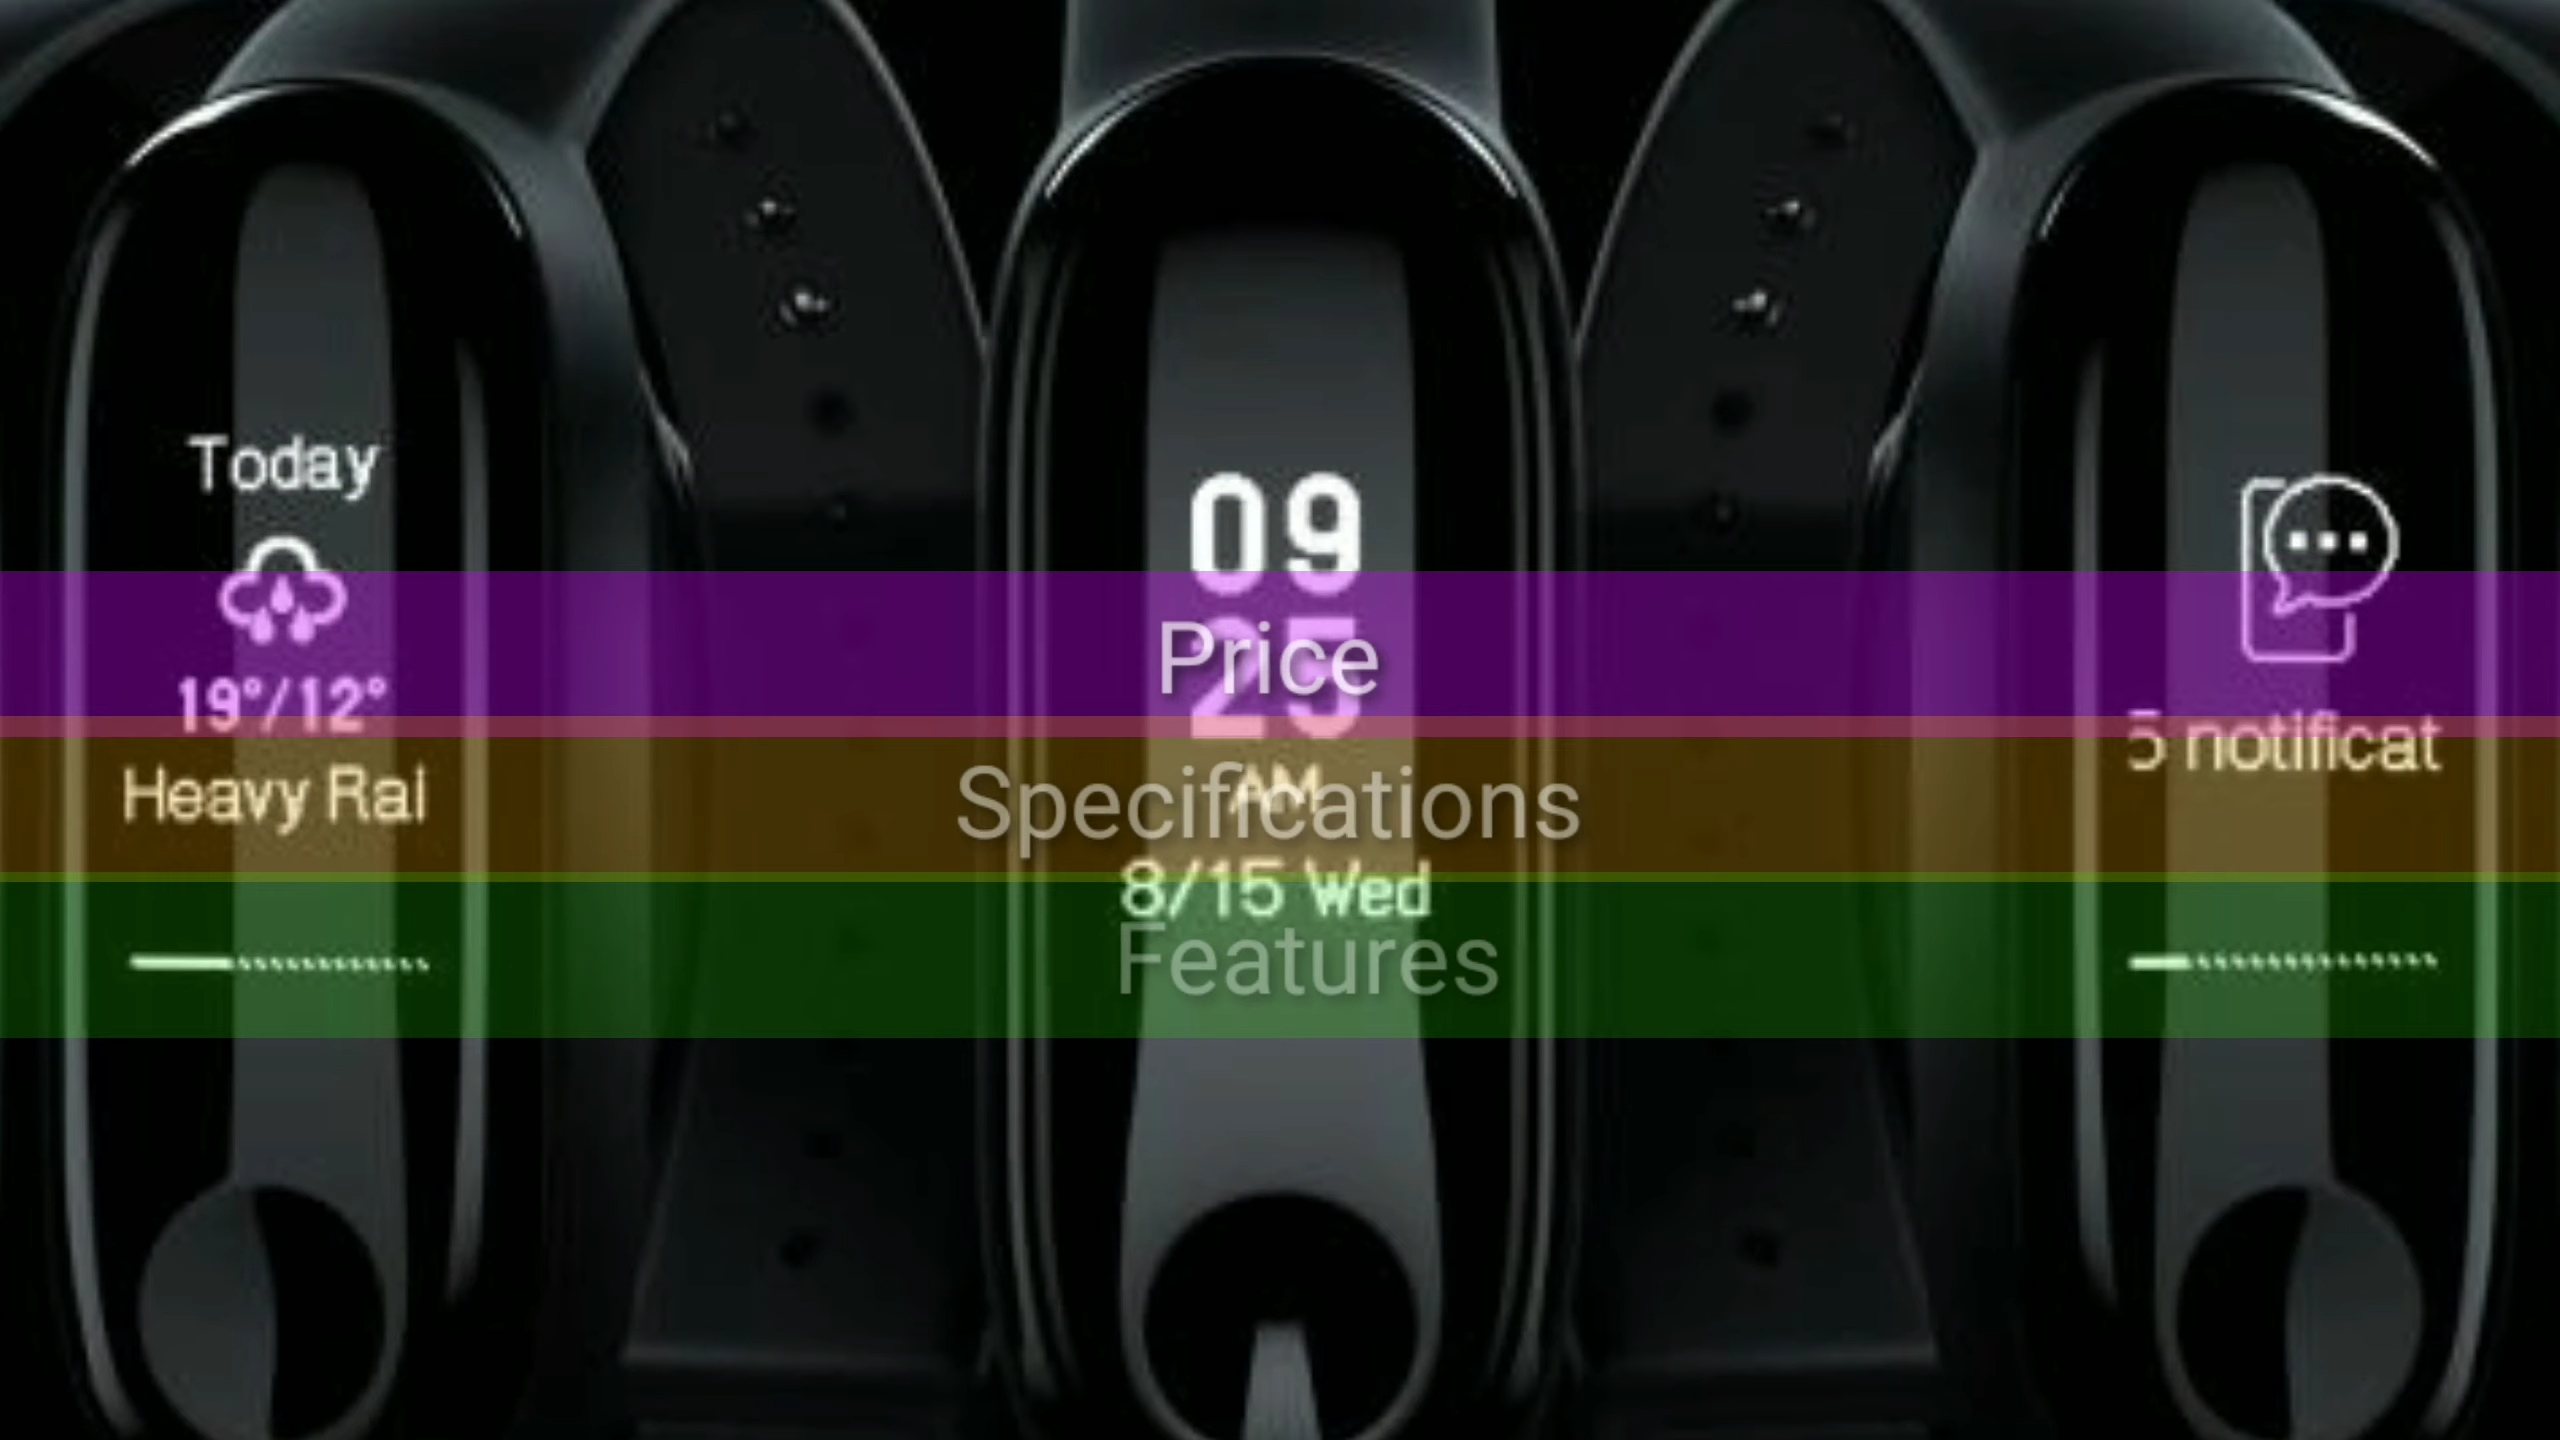 Today
19°/12°
Heavy Rai
09
25
AM
8/15 Wed
5 notificat
Price
Specifications
Features